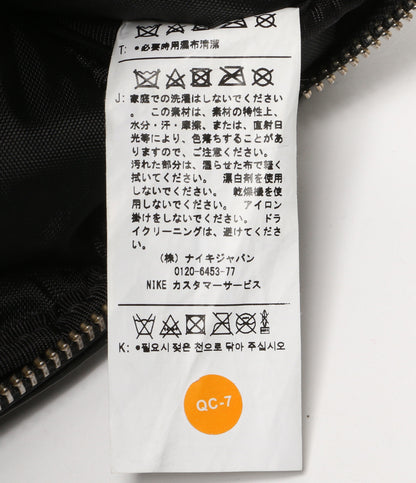 T: •必要時用濕布清潔
J: 家庭での洗濯はしないでください
。 この素材は、素材の特性上、
水分・汗・摩擦、または、直射日
光等により、色落ちすることがあ
りますので、ご注意ください。
汚れた部分は、湿らせた布で軽く
拭いてください。 漂白剤を使用
しないでください。 乾燥機を使用
しないでください。 アイロン
掛けをしないでください。 ドラ
イクリーニングは、避けてくださ
い。
(株) ナイキジャパン
0120-6453-77
NIKE カスタマーサービス
K: •필요시 젖은 천으로 닦아 주십시오
QC-7